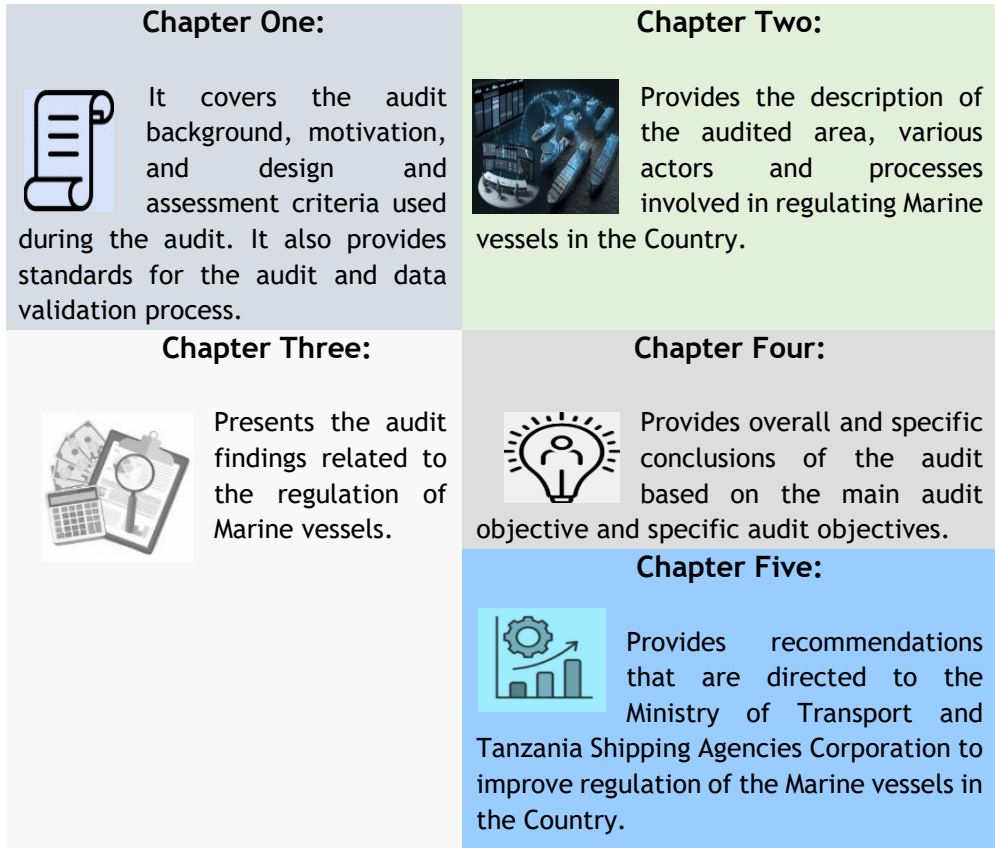 Chapter One:
It covers the audit
background, motivation,
and design and
assessment criteria used
during the audit. It also provides
standards for the audit and data
validation process.
Chapter Two:
Provides the description of
the audited area, various
actors and processes
involved in regulating Marine
vessels in the Country.
Chapter Three:
Presents the audit
findings related to
the regulation of
Marine vessels.
Chapter Four:
Provides overall and specific
conclusions of the audit
based on the main audit
objective and specific audit objectives.
Chapter Five:
Provides recommendations
that are directed to the
Ministry of Transport and
Tanzania Shipping Agencies Corporation to
improve regulation of the Marine vessels in
the Country.